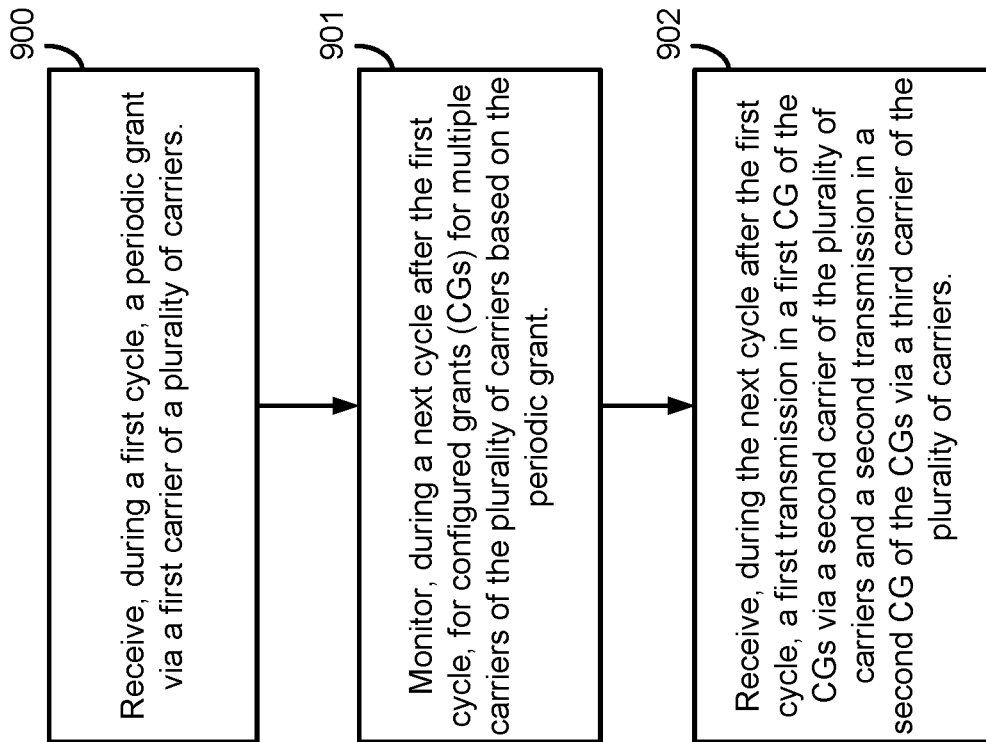 900
Receive, during a first cycle, a periodic grant
via a first carrier of a plurality of carriers.
901
Monitor, during a next cycle after the first
cycle, for configured grants (CGs) for multiple
carriers of the plurality of carriers based on the
periodic grant.
902
Receive, during the next cycle after the first
cycle, a first transmission in a first CG of the
CGs via a second carrier of the plurality of
carriers and a second transmission in a
second CG of the CGs via a third carrier of the
plurality of carriers.